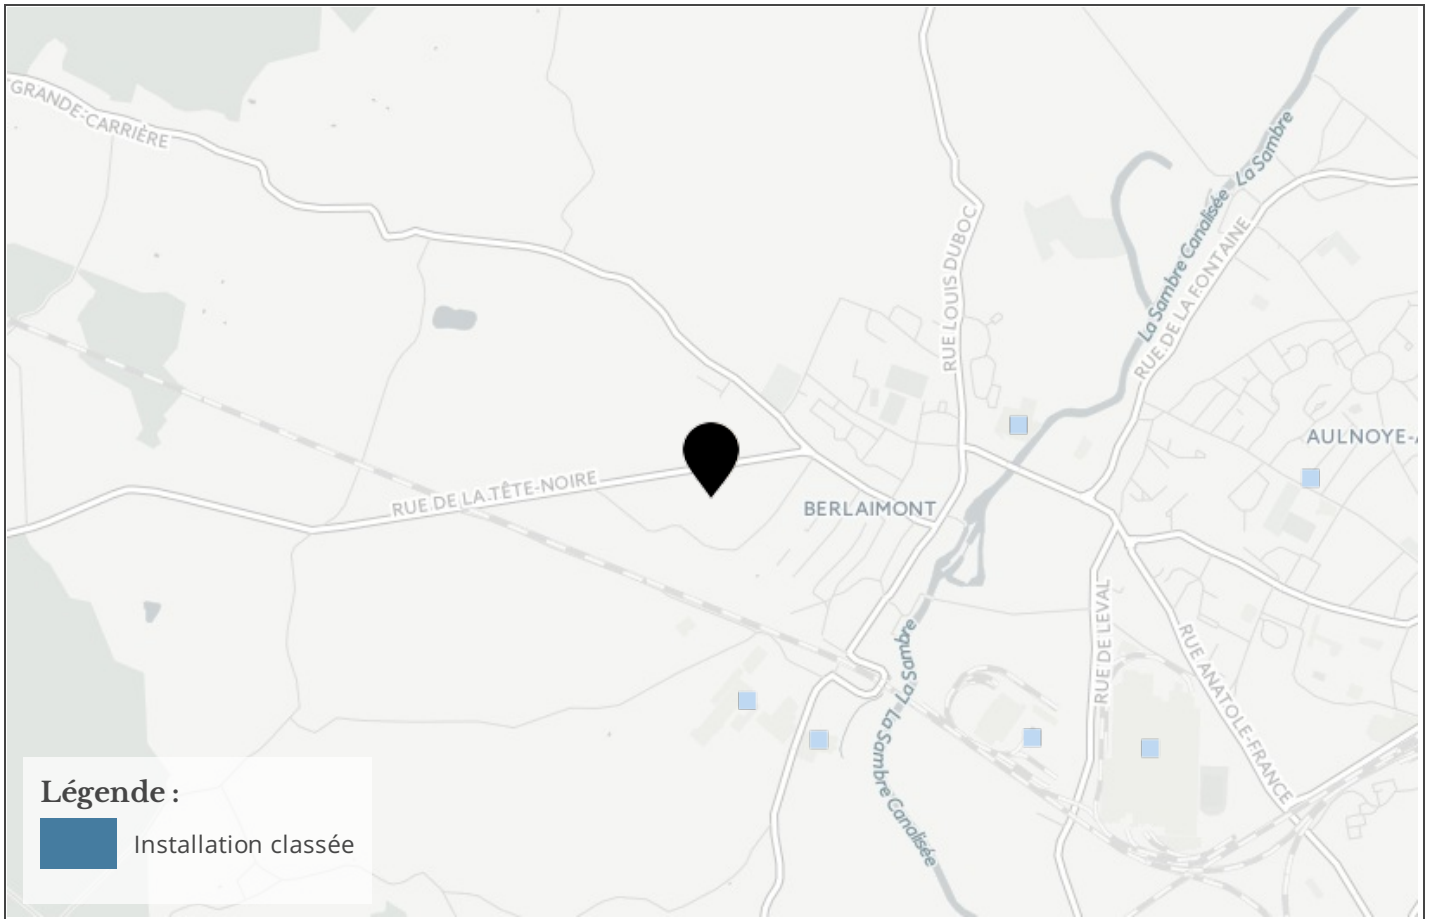 GRANDE-CARRIÈRE
La Sambre
La Sambre Canalisée
RUE LOUIS DUBOC
RUE DE LA FONTAINE
AULNOYE-A
RUE DE LA TÊTE-NOIRE
BERLAIMONT
RUE DE LEVAL
La Sambre
RUE ANATOLE-FRANCE
La Sambre Canalisée
Légende :
Installation classée